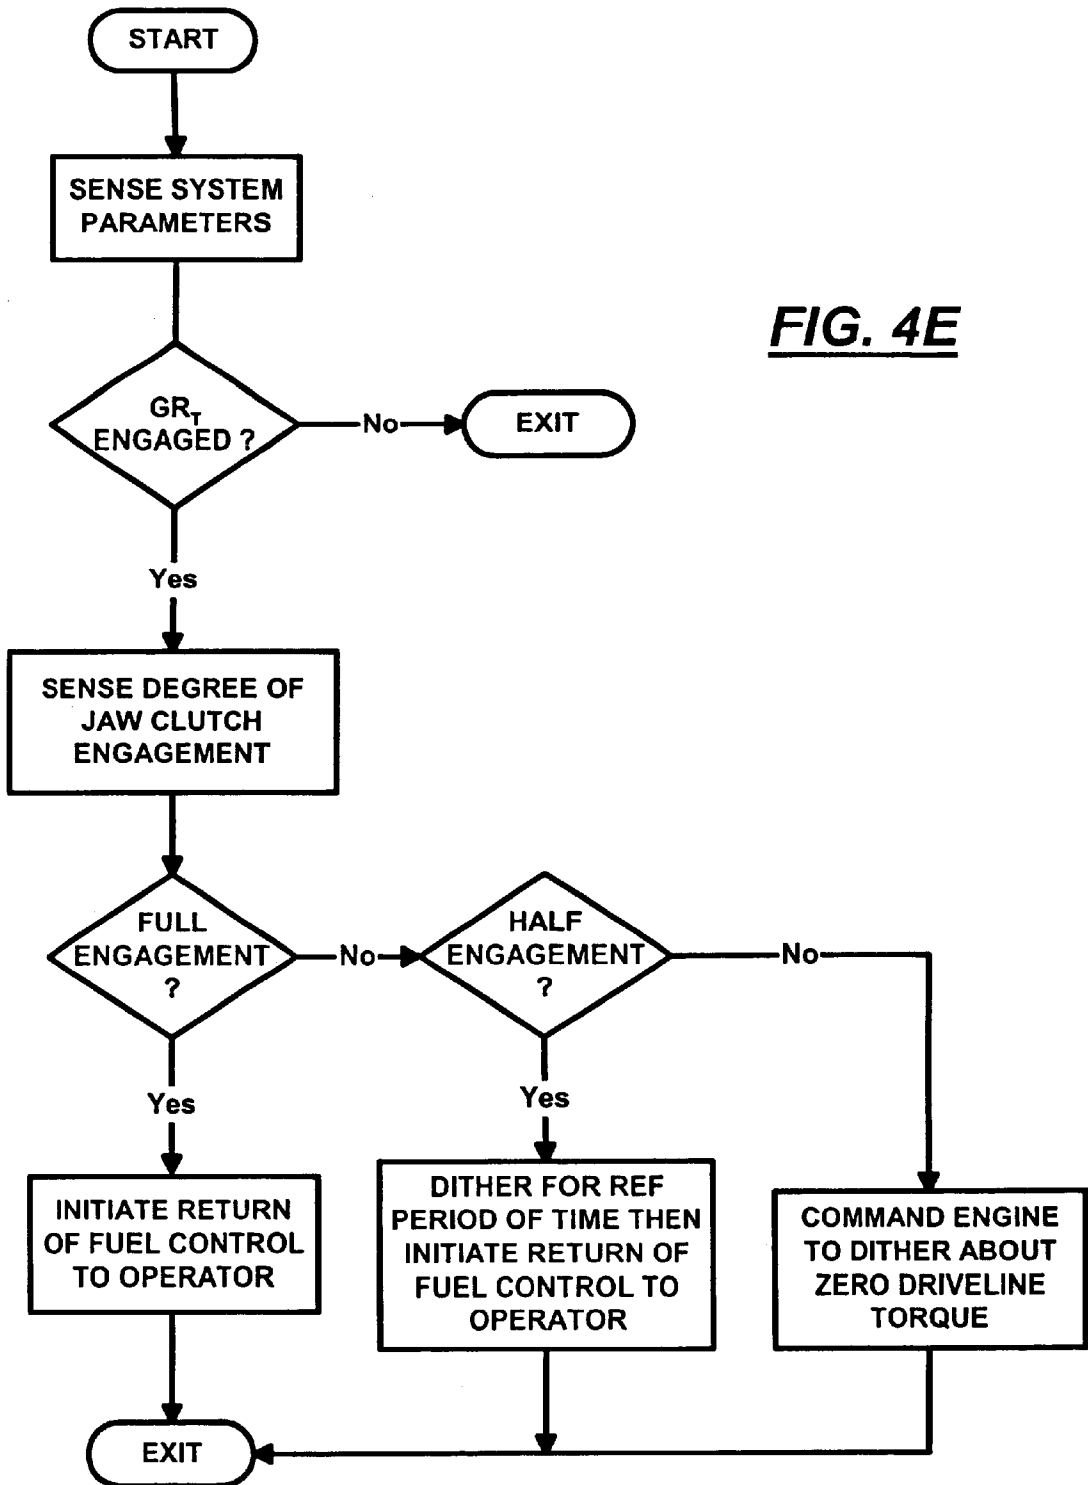 START
SENSE SYSTEM
PARAMETERS
FIG. 4E
GR_T
ENGAGED ?
No
EXIT
Yes
SENSE DEGREE OF
JAW CLUTCH
ENGAGEMENT
FULL
ENGAGEMENT
?
No
HALF
ENGAGEMENT
?
No
Yes
Yes
INITIATE RETURN
OF FUEL CONTROL
TO OPERATOR
DITHER FOR REF
PERIOD OF TIME THEN
INITIATE RETURN OF
FUEL CONTROL TO
OPERATOR
COMMAND ENGINE
TO DITHER ABOUT
ZERO DRIVELINE
TORQUE
EXIT